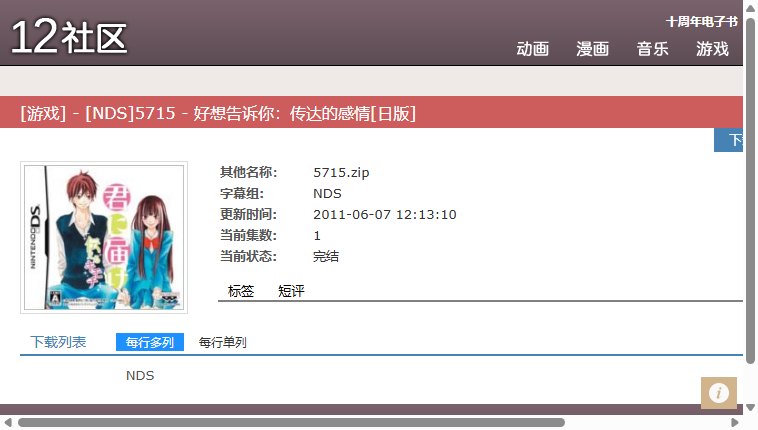 12社区
十周年电子书
动画 漫画 音乐 游戏
[游戏] - [NDS]5715 - 好想告诉你：传达的感情[日版]
其他名称： 5715.zip
字幕组： NDS
更新时间： 2011-06-07 12:13:10
当前集数： 1
当前状态： 完结
NINTENDO DS
君に届け
标签 短评
下载列表 每行多列 每行单列
NDS